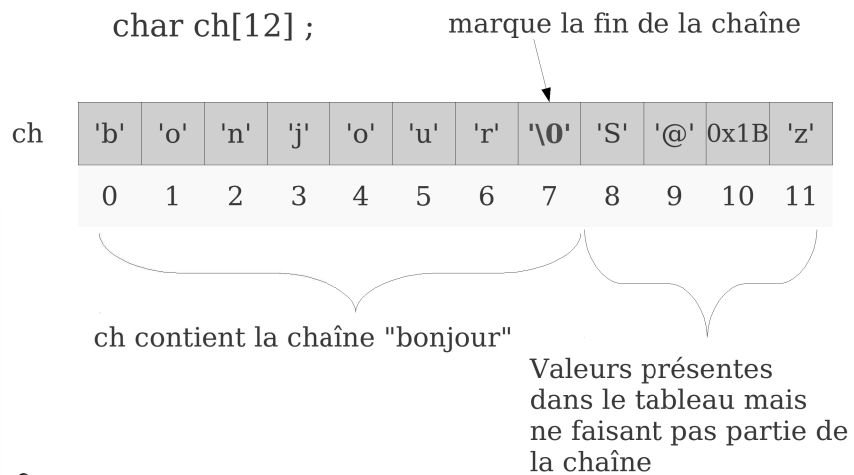 char ch[12] ;
marque la fin de la chaîne
ch 'b' 'o' 'n' 'j' 'o' 'u' 'r' '\0' 'S' '@' 0x1B 'z'
0 1 2 3 4 5 6 7 8 9 10 11
ch contient la chaîne "bonjour"
Valeurs présentes
dans le tableau mais
ne faisant pas partie de
la chaîne